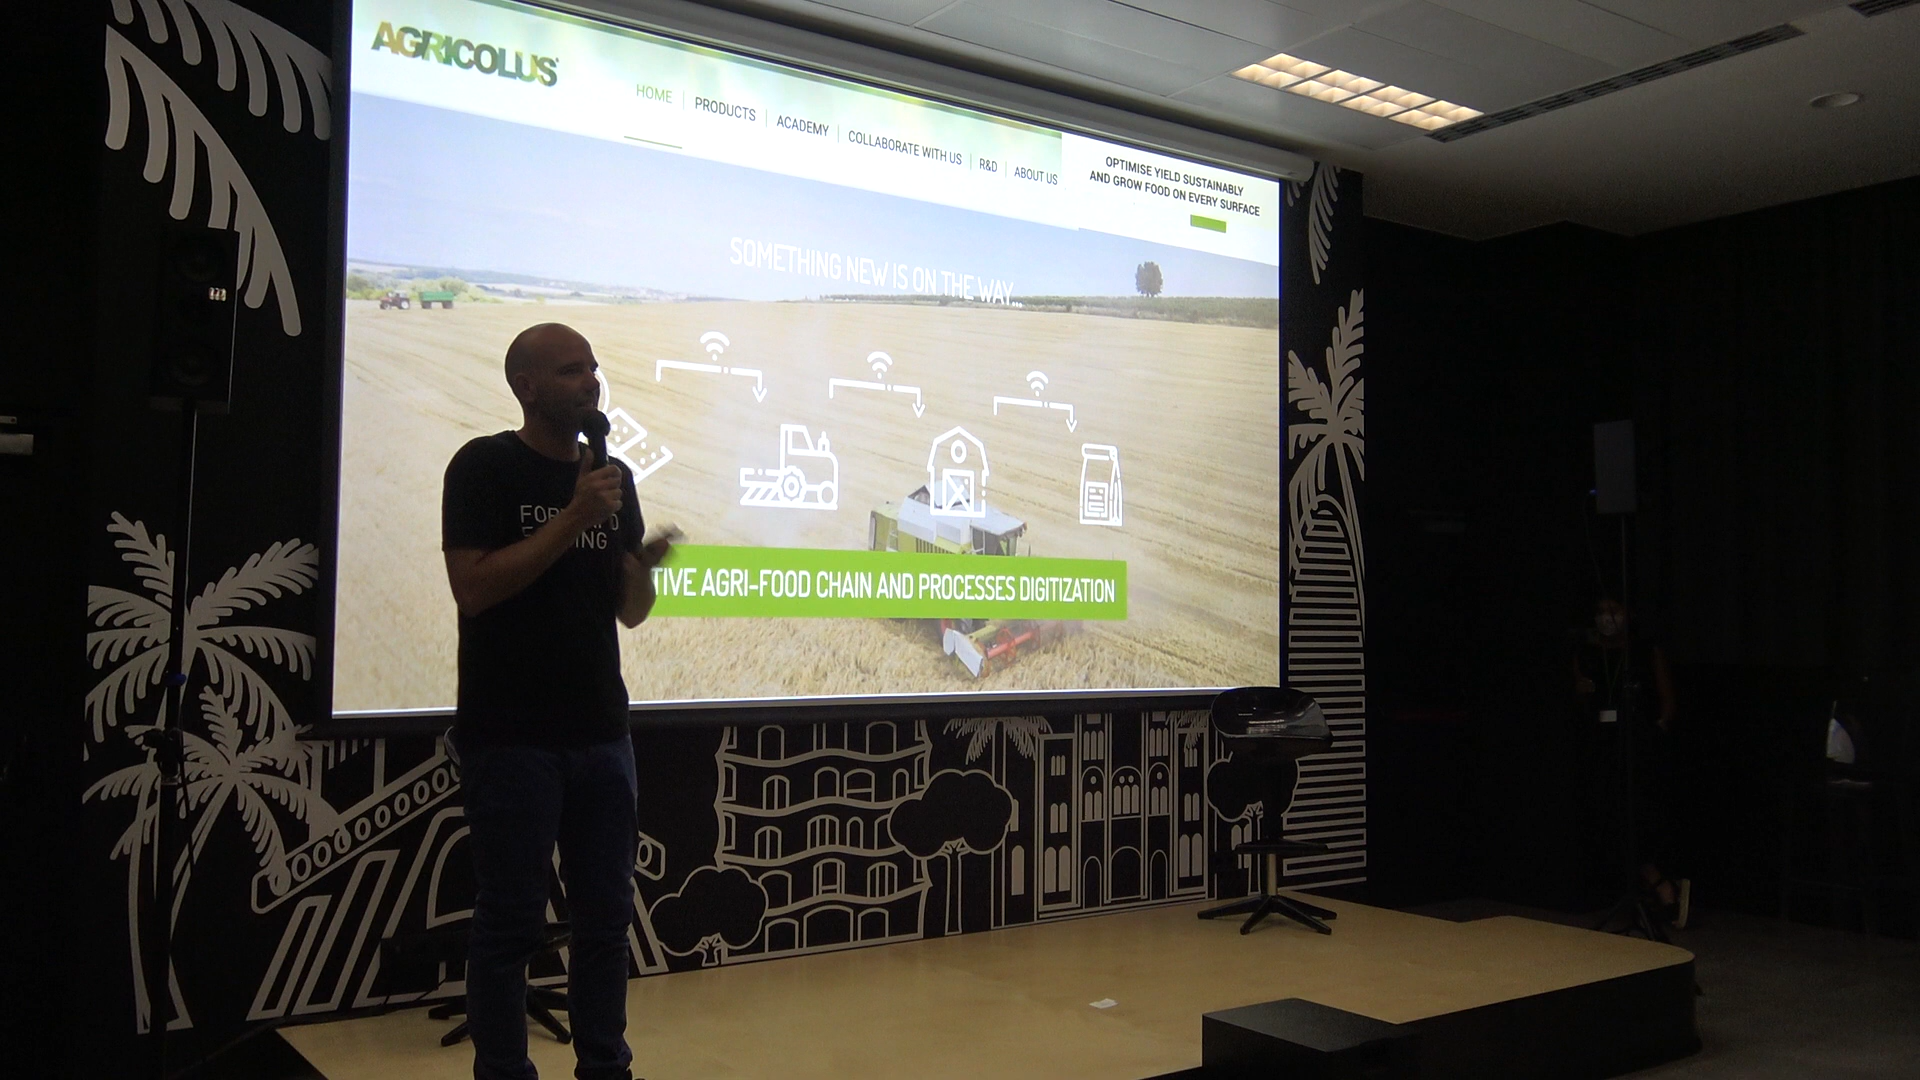 AGRICOLUS
HOME
PRODUCTS
ACADEMY
COLLABORATE WITH US
R&D
ABOUT US
OPTIMISE YIELD SUSTAINABLY
AND GROW FOOD ON EVERY SURFACE
SOMETHING NEW IS ON THE WAY...
TIVE AGRI-FOOD CHAIN AND PROCESSES DIGITIZATION